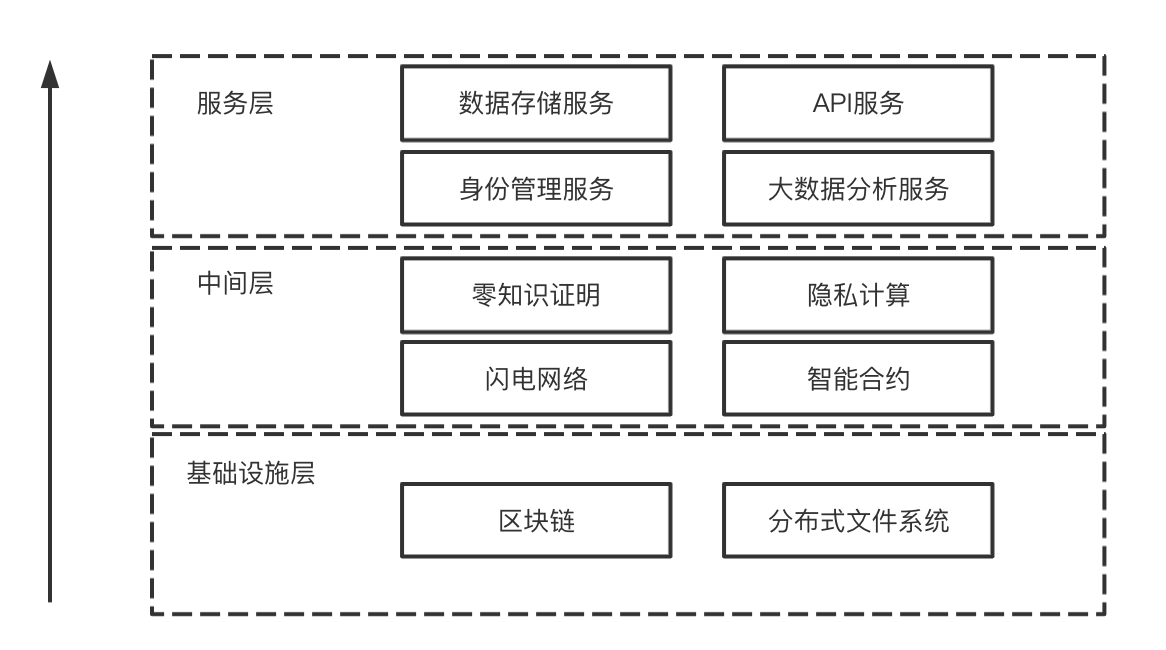 服务层
数据存储服务
API服务
身份管理服务
大数据分析服务
中间层
零知识证明
隐私计算
闪电网络
智能合约
基础设施层
区块链
分布式文件系统